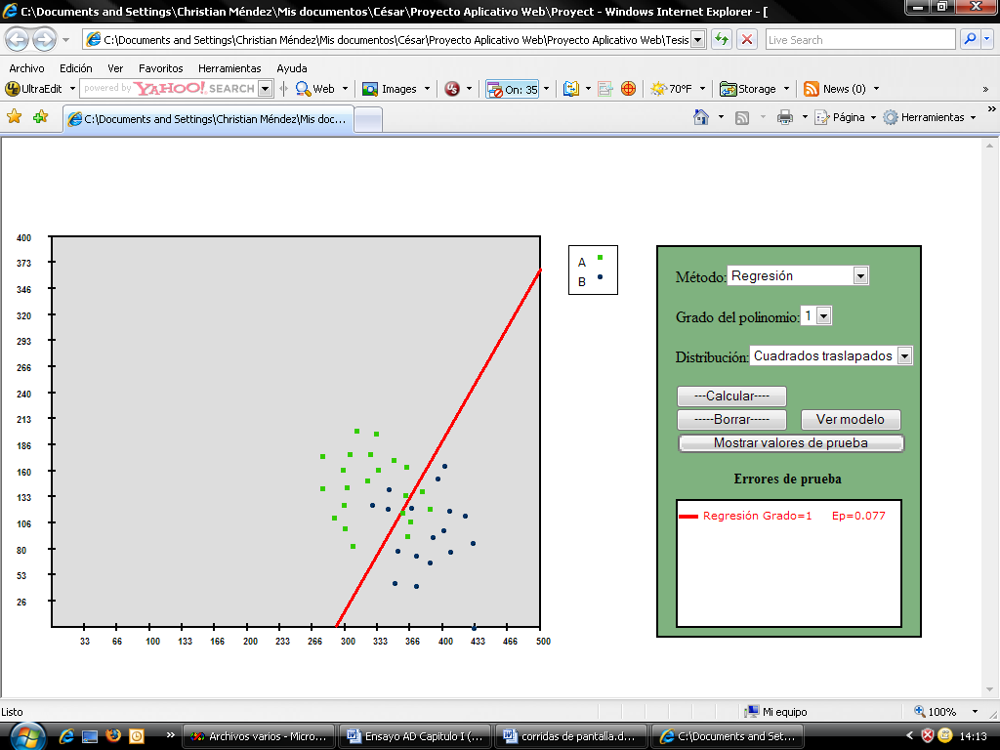 C:\Documents and Settings\Christian Méndez\Mis documentos\César\Proyecto Aplicativo Web\Proyect - Windows Internet Explorer - [
C:\Documents and Settings\Christian Méndez\Mis documentos\César\Proyecto Aplicativo Web\Proyecto Aplicativo Web\Tesis
Live Search
Archivo Edición Ver Favoritos Herramientas Ayuda
UltraEdit powered by YAHOO! SEARCH Web Images On: 35 70°F Storage News (0) »
C:\Documents and Settings\Christian Méndez\Mis doc... Página Herramientas »
400
373
346
320
293
266
240
213
186
160
133
106
80
53
26
33 66 100 133 166 200 233 266 300 333 366 400 433 466 500
A
B
Método: Regresión
Grado del polinomio: 1
Distribución: Cuadrados traslapados
---Calcular----
-----Borrar----- Ver modelo
Mostrar valores de prueba
Errores de prueba
Regresión Grado=1 Ep=0.077
Listo Mi equipo 100%
» Archivos varios - Micro... Ensayo AD Capitulo I (... corridas de pantalla.d... C:\Documents and Set... < 14:13